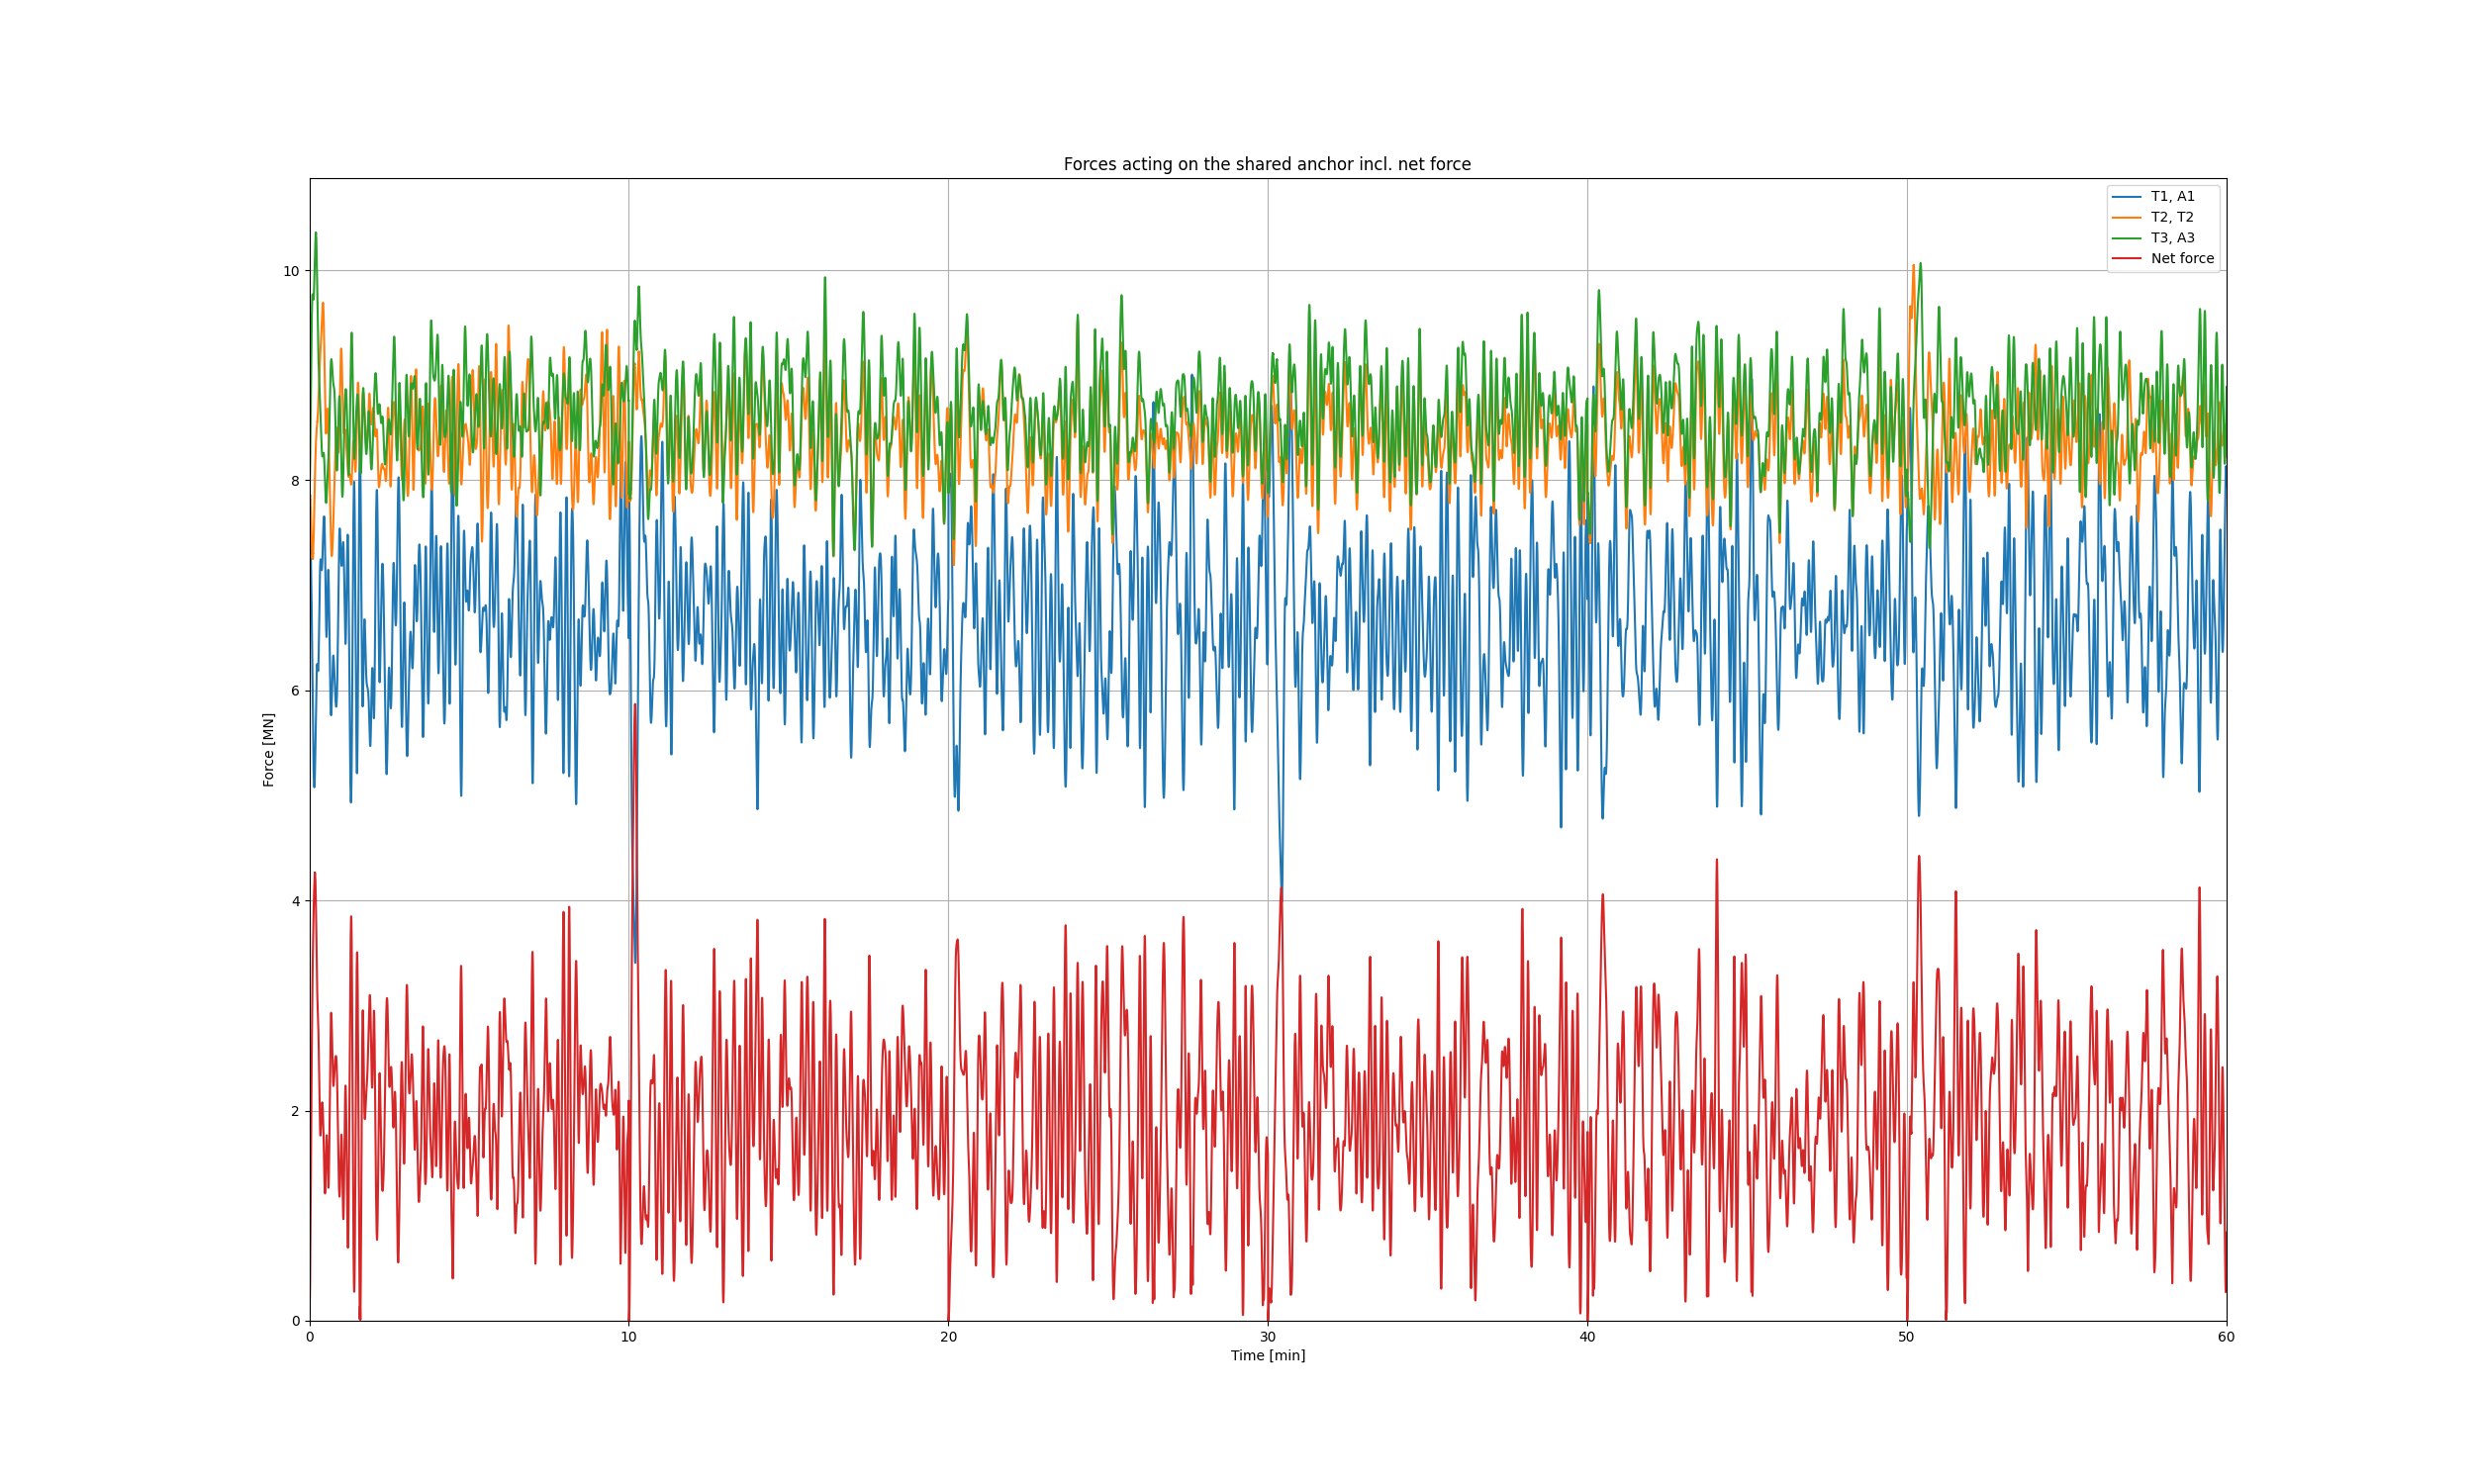 Forces acting on the shared anchor incl. net force
T1, A1
T2, T2
T3, A3
Net force
Force [MN]
10
8
6
4
2
0
0 10 20 30 40 50 60
Time [min]